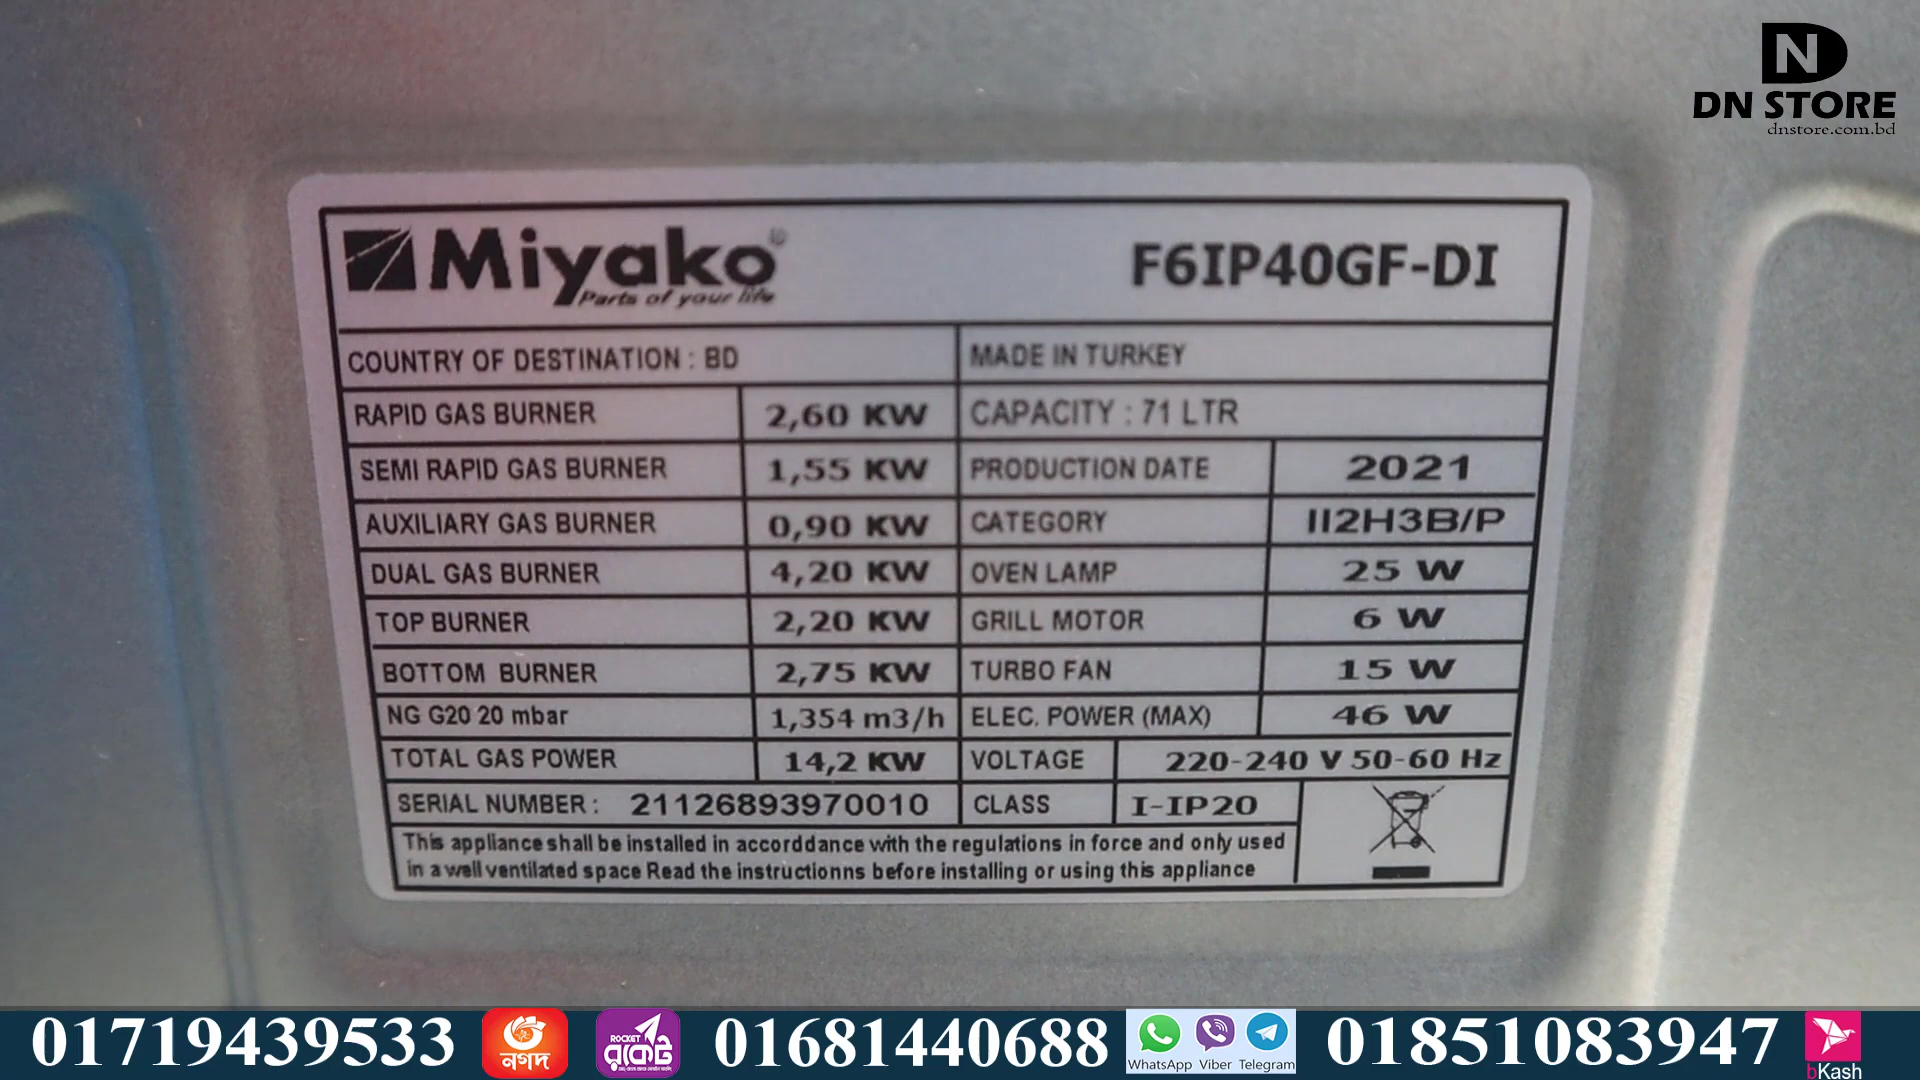 DN STORE
dnstore.com.bd
Miyako®
Parts of your life
F6IP40GF-DI
COUNTRY OF DESTINATION : BD
MADE IN TURKEY
RAPID GAS BURNER 2,60 KW
CAPACITY : 71 LTR
SEMI RAPID GAS BURNER 1,55 KW
PRODUCTION DATE 2021
AUXILIARY GAS BURNER 0,90 KW
CATEGORY II2H3B/P
DUAL GAS BURNER 4,20 KW
OVEN LAMP 25 W
TOP BURNER 2,20 KW
GRILL MOTOR 6 W
BOTTOM BURNER 2,75 KW
TURBO FAN 15 W
NG G20 20 mbar 1,354 m3/h
ELEC. POWER (MAX) 46 W
TOTAL GAS POWER 14,2 KW
VOLTAGE 220-240 V 50-60 Hz
SERIAL NUMBER : 21126893970010
CLASS I-IP20
This appliance shall be installed in accorddance with the regulations in force and only used
in a well ventilated space Read the instructionns before installing or using this appliance
01719439533
নগদ
ROCKET
রকেট
01681440688
WhatsApp Viber Telegram
01851083947
bKash